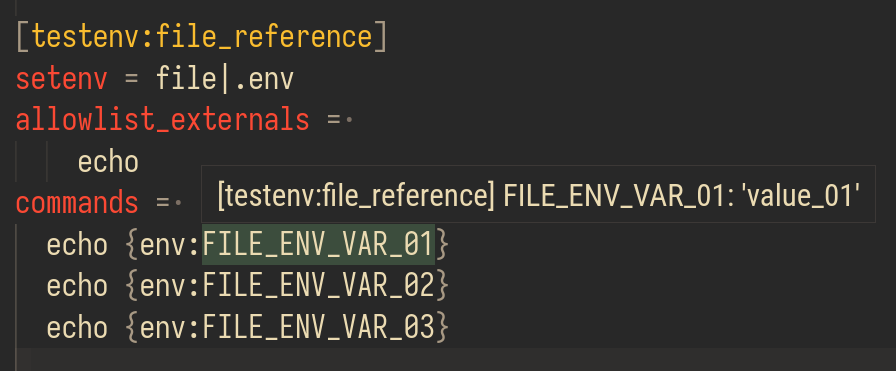 [testenv:file_reference]
setenv = file|.env
allowlist_externals =
    echo
[testenv:file_reference] FILE_ENV_VAR_01: 'value_01'
commands =
  echo {env:FILE_ENV_VAR_01}
  echo {env:FILE_ENV_VAR_02}
  echo {env:FILE_ENV_VAR_03}